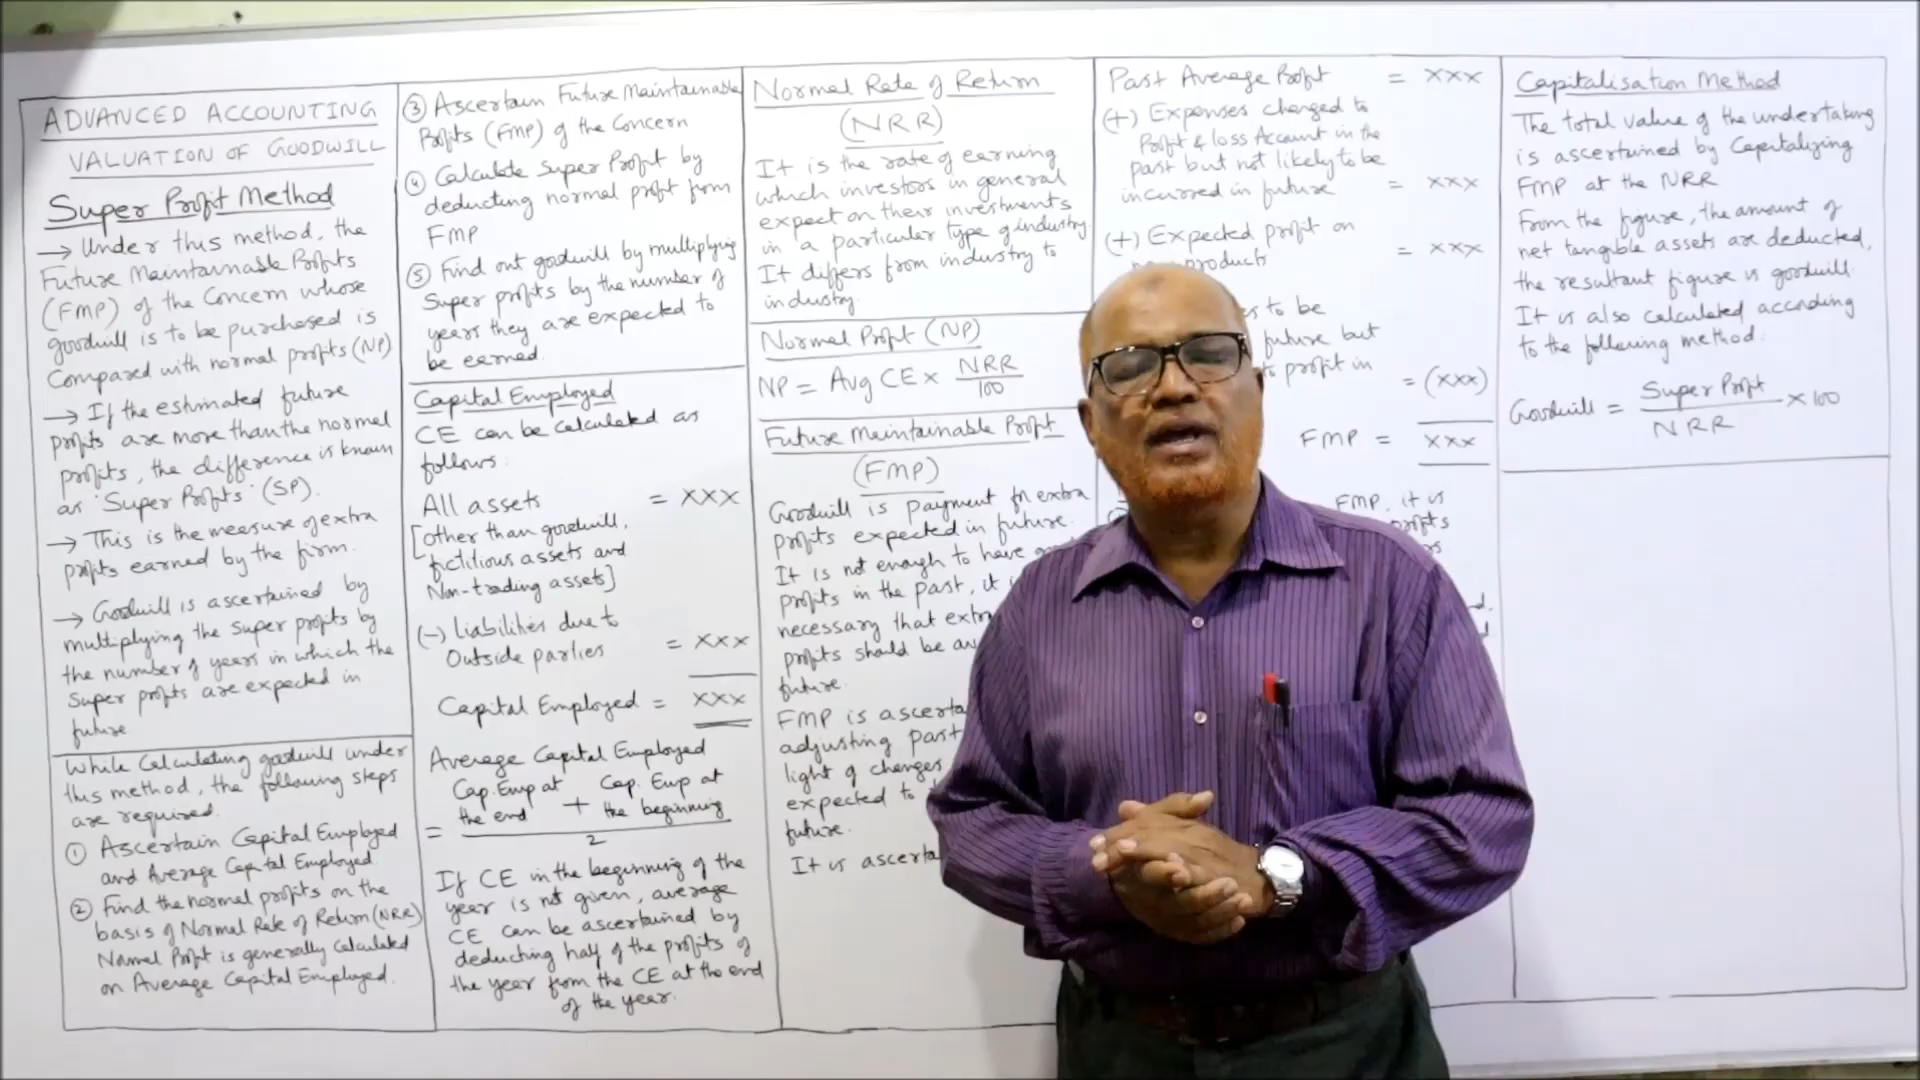 ADVANCED ACCOUNTING
VALUATION OF GOODWILL
Super Profit Method
→ Under this method, the
Future Maintainable Profits
(FMP) of the Concern whose
goodwill is to be purchased is
Compared with normal profits (NP)
→ If the estimated future
profits are more than the normal
profits, the difference is known
as 'Super Profits' (SP).
→ This is the measure of extra
profits earned by the firm.
→ Goodwill is ascertained by
multiplying the super profits by
the number of years in which the
super profits are expected in
future
While Calculating goodwill under
this method, the following steps
are required.
① Ascertain Capital Employed
and Average Capital Employed
② Find the normal profits on the
basis of Normal Rate of Return (NRR)
Normal Profit is generally calculated
on Average Capital Employed.
③ Ascertain Future Maintainable
Profits (FMP) of the Concern
④ Calculate Super Profit by
deducting normal profit from
FMP
⑤ Find out goodwill by multiplying
Super profits by the number of
years they are expected to
be earned.
Capital Employed
CE can be calculated as
follows:
All assets = XXX
[other than goodwill,
fictitious assets and
Non-trading assets]
(-) Liabilities due to
Outside parties = XXX
Capital Employed = XXX
Average Capital Employed
= Cap. Emp at the end + Cap. Emp at the beginning
2
If CE in the beginning of the
year is not given, average
CE can be ascertained by
deducting half of the profits of
the year from the CE at the end
of the year.
Normal Rate of Return
(NRR)
It is the rate of earning
which investors in general
expect on their investments
in a particular type of industry.
It differs from industry to
industry.
Normal Profit (NP)
NP = Avg CE × NRR
100
Future Maintainable Profit
(FMP)
Goodwill is payment for extra
profits expected in future.
It is not enough to have
profits in the past, it
necessary that extra
profits should be
future.
FMP is
adjusting past
light of changes
expected to
future.
It is
Past Average Profit = XXX
(+) Expenses charged to
Profit & loss Account in the
past but not likely to be
incurred in future = XXX
(+) Expected profit on
products = XXX
to be
future but
to profit in
= (XXX)
FMP = XXX
FMP, it is
profits
Capitalisation Method
The total value of the undertaking
is ascertained by Capitalizing
FMP at the NRR
From the figure, the amount of
net tangible assets are deducted,
the resultant figure is goodwill.
It is also calculated according
to the following method.
Goodwill = Super Profit × 100
NRR